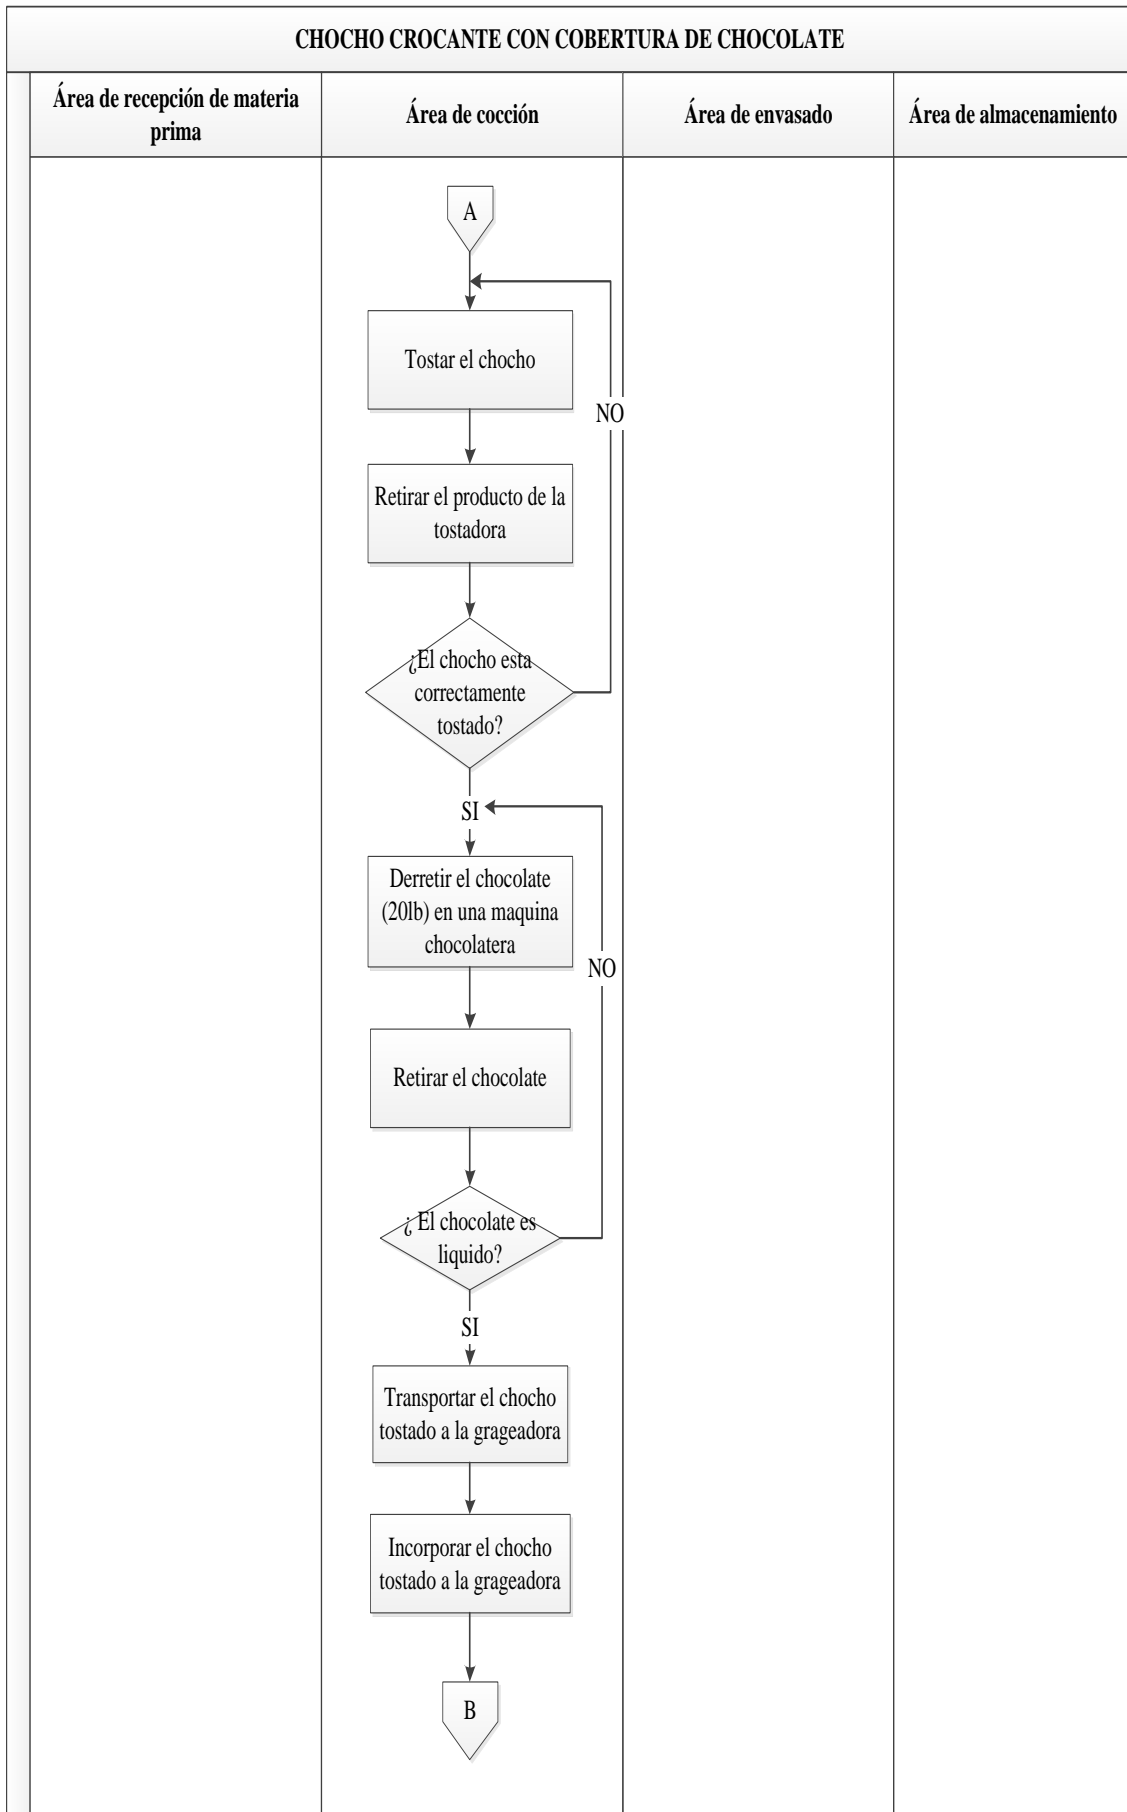 CHOCHO CROCANTE CON COBERTURA DE CHOCOLATE
Área de recepción de materia
prima
Área de cocción
Área de envasado
Área de almacenamiento
A
Tostar el chocho
NO
Retirar el producto de la
tostadora
¿El chocho esta
correctamente
tostado?
SI
Derretir el chocolate
(20lb) en una maquina
chocolatera
NO
Retirar el chocolate
¿ El chocolate es
liquido?
SI
Transportar el chocho
tostado a la grageadora
Incorporar el chocho
tostado a la grageadora
B